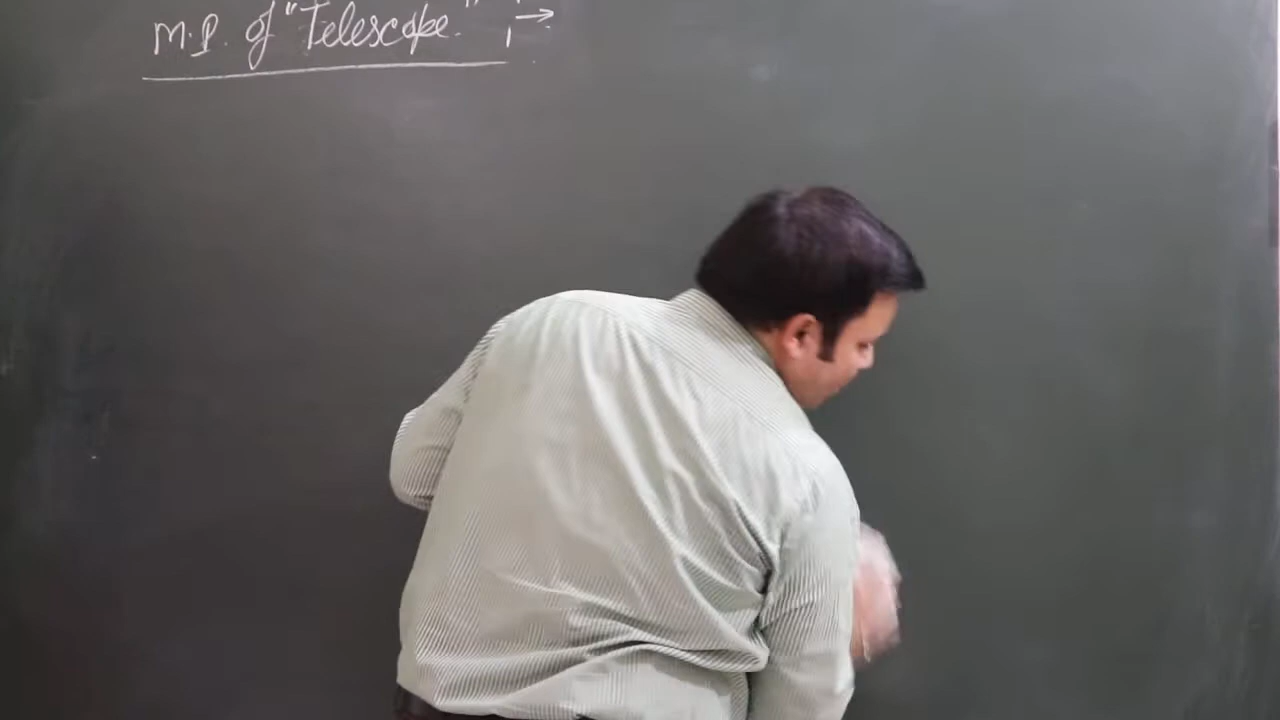 M.P. of "Telescope." :→